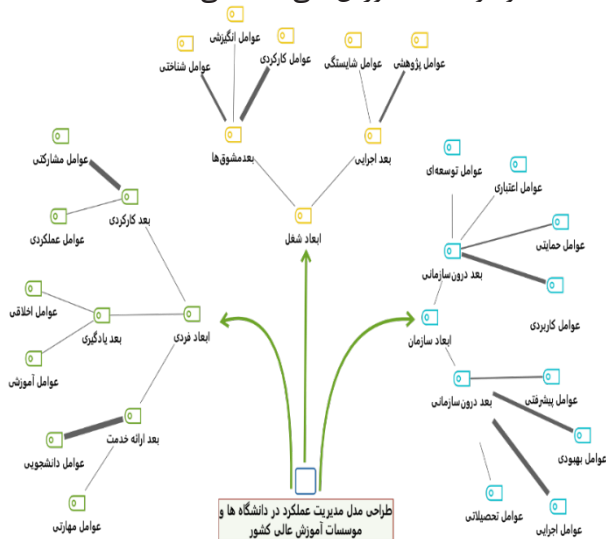 عوامل انگیزشی
عوامل شناختی
عوامل کارکردی
عوامل شایستگی
عوامل پژوهشی
بعدمشوق‌ها
بعد اجرایی
ابعاد شغل
عوامل مشارکتی
بعد کارکردی
عوامل عملکردی
عوامل اخلاقی
بعد یادگیری
ابعاد فردی
عوامل آموزشی
بعد ارائه خدمت
عوامل دانشجویی
عوامل مهارتی
عوامل توسعه‌ای
عوامل اعتباری
عوامل حمایتی
بعد درون‌سازمانی
عوامل کاربردی
ابعاد سازمان
عوامل پیشرفتی
بعد درون‌سازمانی
عوامل بهبودی
عوامل تحصیلاتی
عوامل اجرایی
طراحی مدل مدیریت عملکرد در دانشگاه ها و
موسسات آموزش عالی کشور